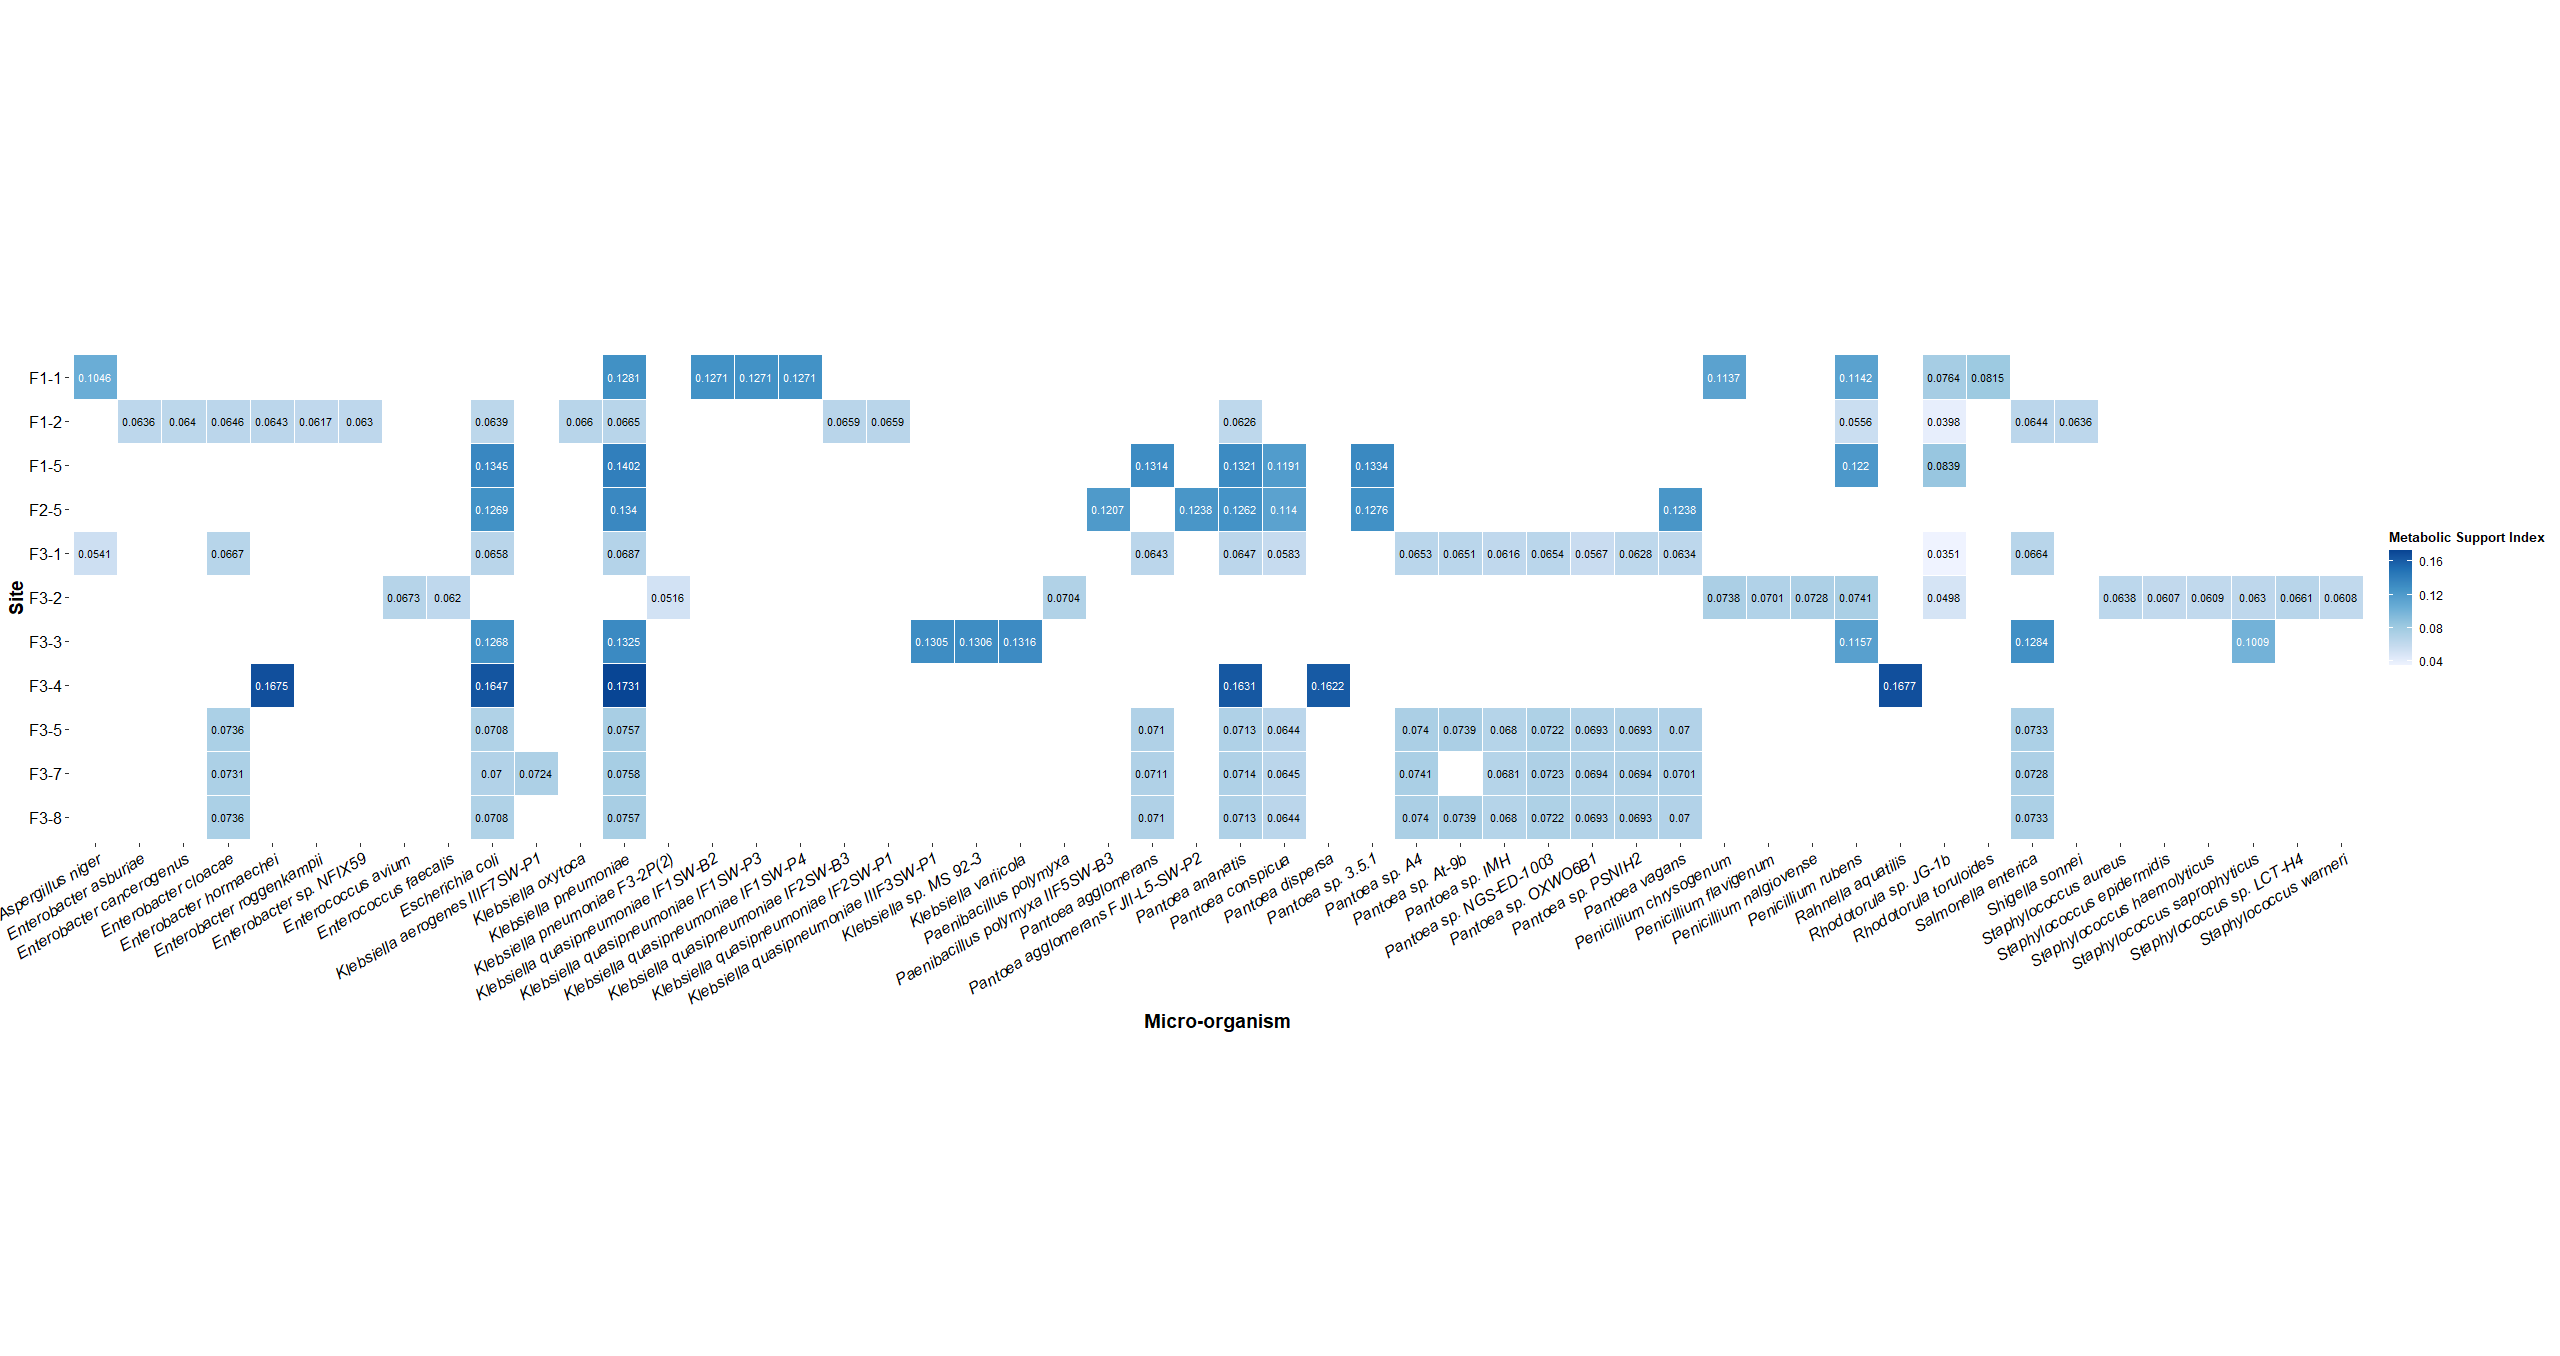 F1-1 0.1046 0.1281 0.1271 0.1271 0.1271 0.1137 0.1142 0.0764 0.0815
F1-2 0.0636 0.064 0.0646 0.0643 0.0617 0.063 0.0639 0.066 0.0665 0.0659 0.0659 0.0626 0.0556 0.0398 0.0644 0.0636
F1-5 0.1345 0.1402 0.1314 0.1321 0.1191 0.1334 0.122 0.0839
F2-5 0.1269 0.134 0.1207 0.1238 0.1262 0.114 0.1276 0.1238
F3-1 0.0541 0.0667 0.0658 0.0687 0.0643 0.0647 0.0583 0.0653 0.0651 0.0616 0.0654 0.0567 0.0628 0.0634 0.0351 0.0664
F3-2 0.0673 0.062 0.0516 0.0704 0.0738 0.0701 0.0728 0.0741 0.0498 0.0638 0.0607 0.0609 0.063 0.0661 0.0608
F3-3 0.1268 0.1325 0.1305 0.1306 0.1316 0.1157 0.1284 0.1009
F3-4 0.1675 0.1647 0.1731 0.1631 0.1622 0.1677
F3-5 0.0736 0.0708 0.0757 0.071 0.0713 0.0644 0.074 0.0739 0.068 0.0722 0.0693 0.0693 0.07 0.0733
F3-7 0.0731 0.07 0.0724 0.0758 0.0711 0.0714 0.0645 0.0741 0.0681 0.0723 0.0694 0.0694 0.0701 0.0728
F3-8 0.0736 0.0708 0.0757 0.071 0.0713 0.0644 0.074 0.0739 0.068 0.0722 0.0693 0.0693 0.07 0.0733
Site
Aspergillus niger
Enterobacter asburiae
Enterobacter cancerogenus
Enterobacter cloacae
Enterobacter hormaechei
Enterobacter roggenkampii
Enterobacter sp. NFIX59
Enterococcus avium
Enterococcus faecalis
Escherichia coli
Klebsiella aerogenes IIIF7SW-P1
Klebsiella oxytoca
Klebsiella pneumoniae
Klebsiella pneumoniae F3-2P(2)
Klebsiella quasipneumoniae IF1SW-B2
Klebsiella quasipneumoniae IF1SW-P3
Klebsiella quasipneumoniae IF1SW-P4
Klebsiella quasipneumoniae IF2SW-B3
Klebsiella quasipneumoniae IF2SW-P1
Klebsiella quasipneumoniae IIIF3SW-P1
Klebsiella sp. MS 92-3
Klebsiella variicola
Paenibacillus polymyxa
Paenibacillus polymyxa IIF5SW-B3
Pantoea agglomerans
Pantoea agglomerans FJII-L5-SW-P2
Pantoea ananatis
Pantoea conspicua
Pantoea dispersa
Pantoea sp. 3.5.1
Pantoea sp. A4
Pantoea sp. At-9b
Pantoea sp. IMH
Pantoea sp. NGS-ED-1003
Pantoea sp. OXWO6B1
Pantoea sp. PSNIH2
Pantoea vagans
Penicillium chrysogenum
Penicillium flavigenum
Penicillium nalgiovense
Penicillium rubens
Rahnella aquatilis
Rhodotorula sp. JG-1b
Rhodotorula toruloides
Salmonella enterica
Shigella sonnei
Staphylococcus aureus
Staphylococcus epidermidis
Staphylococcus haemolyticus
Staphylococcus saprophyticus
Staphylococcus sp. LCT-H4
Staphylococcus warneri
Micro-organism
Metabolic Support Index
0.16
0.12
0.08
0.04